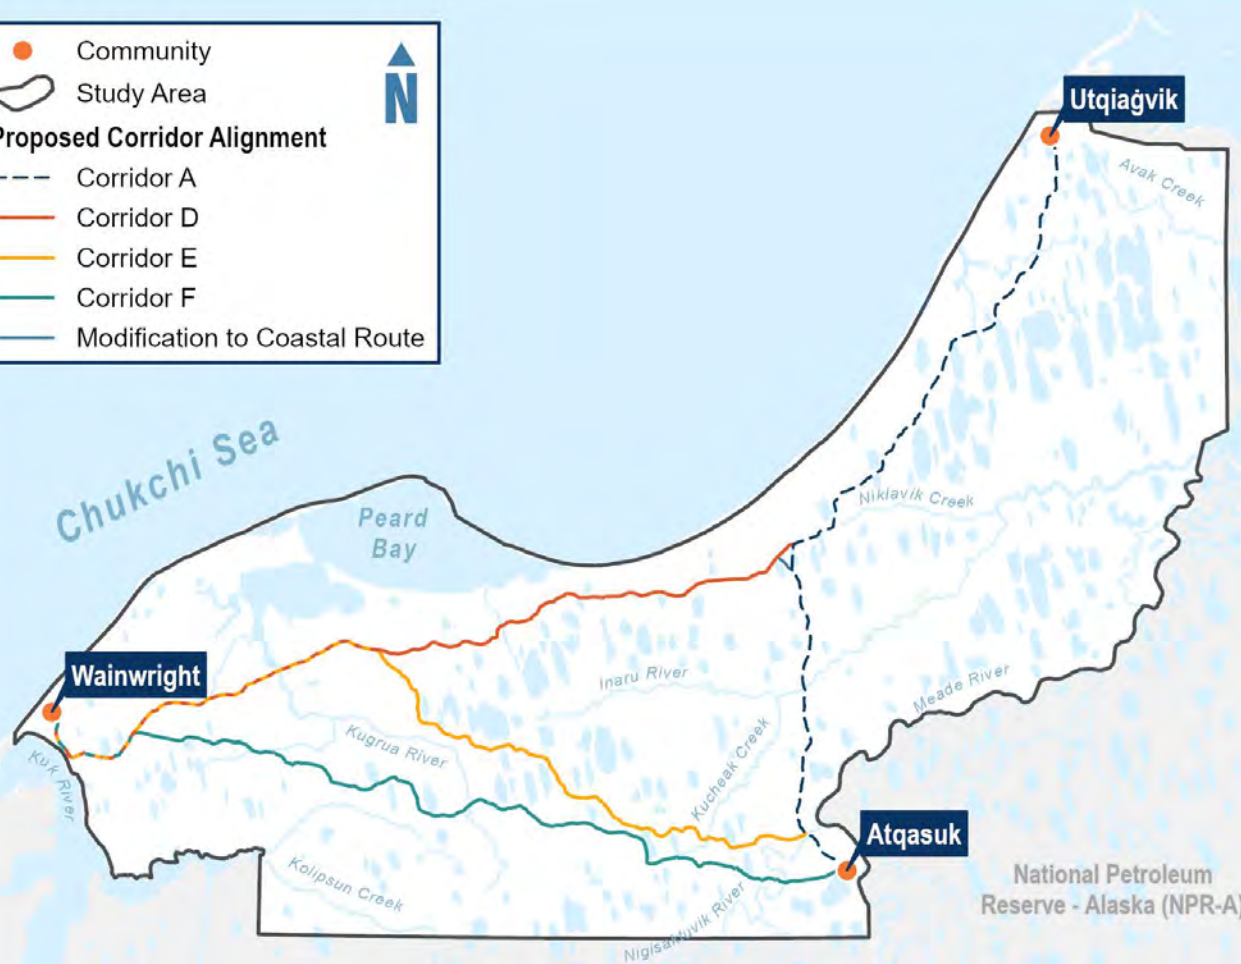 Community
Study Area
Proposed Corridor Alignment
Corridor A
Corridor D
Corridor E
Corridor F
Modification to Coastal Route
N
Utqiaġvik
Avak Creek
Chukchi Sea
Peard
Bay
Niklavik Creek
Wainwright
Inaru River
Meade River
Kugrua River
Kuk River
Kucheak Creek
Atqasuk
Kolipsun Creek
National Petroleum
Reserve - Alaska (NPR-A)